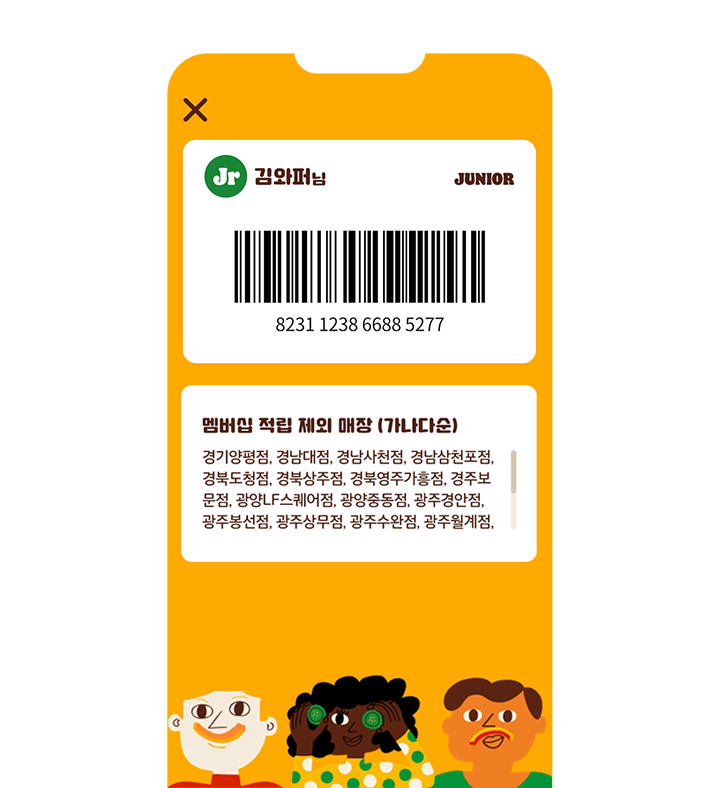 Jr 김와퍼님 JUNIOR
8231 1238 6688 5277
멤버십 적립 제외 매장 (가나다순)
경기양평점, 경남대점, 경남사천점, 경남삼천포점,
경북도청점, 경북상주점, 경북영주가흥점, 경주보
문점, 광양LF스퀘어점, 광양중동점, 광주경안점,
광주봉선점, 광주상무점, 광주수완점, 광주월계점,